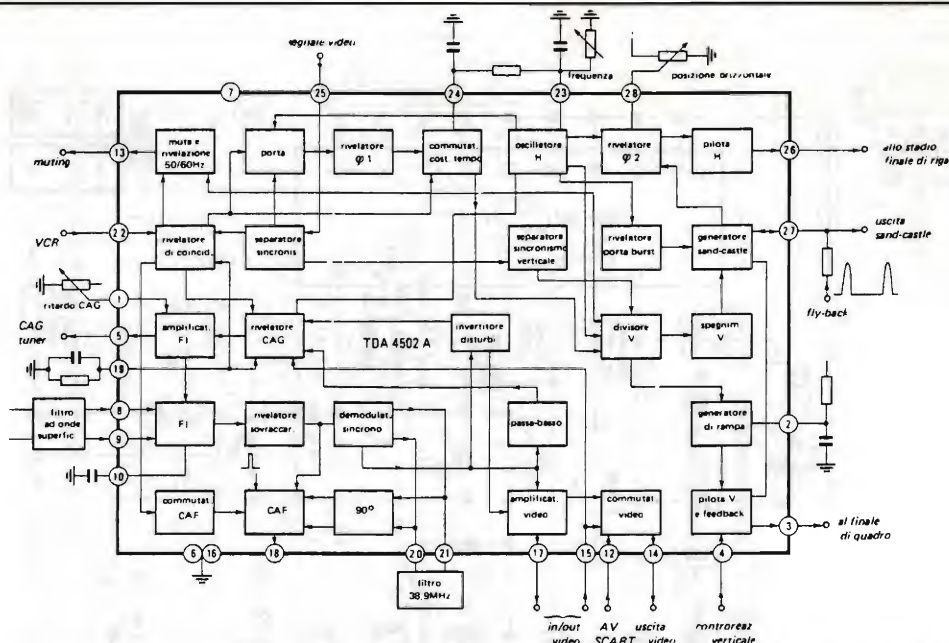 segnale video
frequenza
posizione orizzontale
7
25
24
23
28
muting
13
muta e
rivelazione
50/60Hz
porta
rivelatore
φ 1
commutat.
cost. tempo
oscillatore
H
rivelatore
φ 2
pilota
H
26
allo stadio
finale di riga
VCR
22
rivelatore
di coincid.
separatore
sincronis
separatore
sincronismo
verticale
rivelatore
porta burst
generatore
sand-castle
27
uscita
sand-castle
ritardo CAG
1
CAG
tuner
5
amplificat.
FI
rivelatore
CAG
TDA 4502 A
invertitore
disturbi
divisore
V
spegnim
V
fly-back
19
filtro
ad onde
superfic
8
9
FI
rivelatore
sovraccar.
demodulat.
sincrono
passa-basso
generatore
di rampa
2
10
commutat
CAF
CAF
90°
amplificat.
video
commutat.
video
pilota V
e feedback
3
al finale
di quadro
6
16
18
20
21
17
15
12
14
4
filtro
38.9MHz
in/out
video
AV
SCART
uscita
video
controreaz
verticale